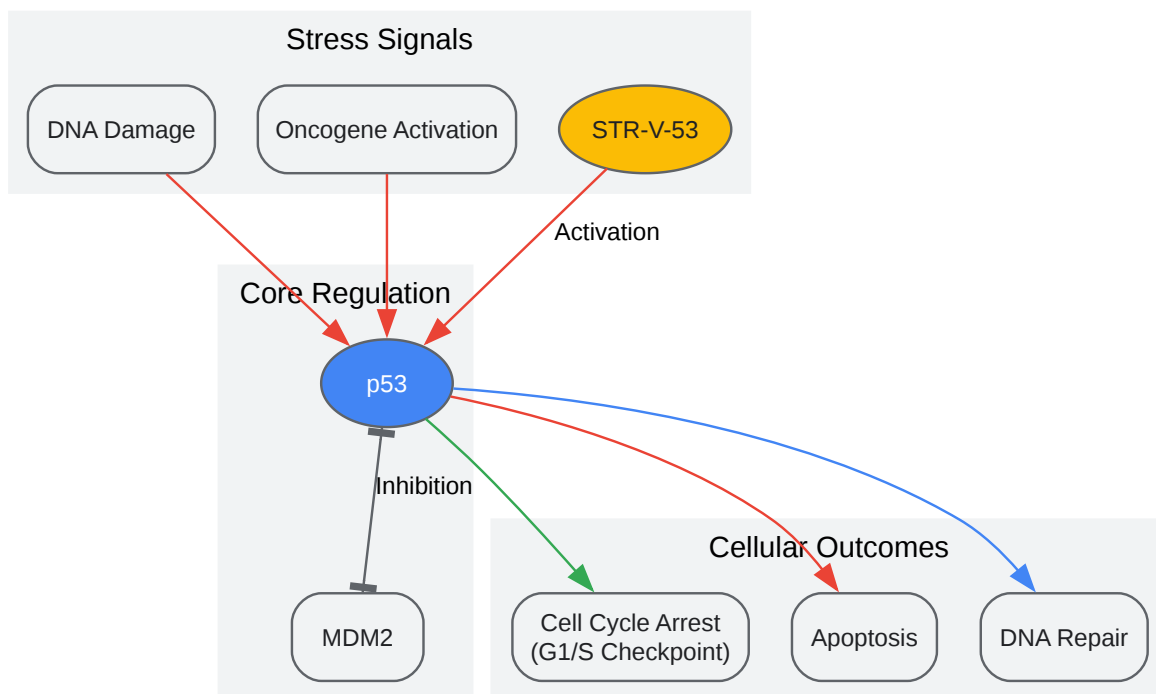 Stress Signals
DNA Damage
Oncogene Activation
STR-V-53
Activation
Core Regulation
p53
Inhibition
MDM2
Cellular Outcomes
Cell Cycle Arrest
(G1/S Checkpoint)
Apoptosis
DNA Repair